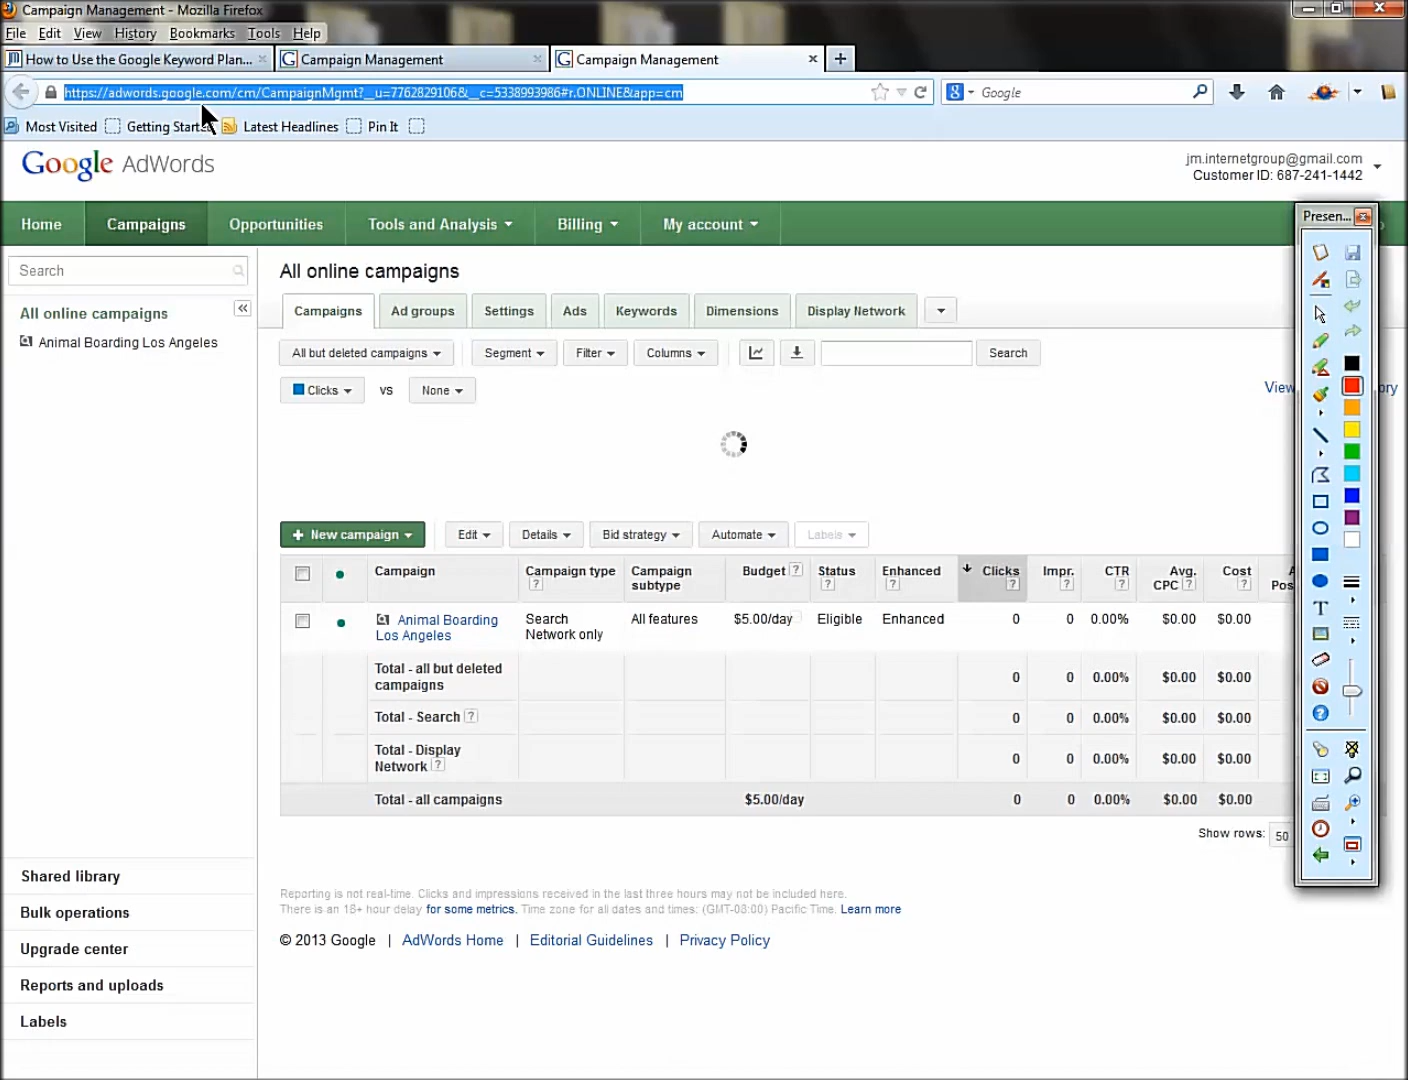 Campaign Management - Mozilla Firefox
File Edit View History Bookmarks Tools Help
How to Use the Google Keyword Plan...
Campaign Management
Campaign Management
https://adwords.google.com/cm/CampaignMgmt?__u=7762829106&__c=5338993986#r.ONLINE&app=cm
Google
Most Visited
Getting Starte
Latest Headlines
Pin It
Google AdWords
jm.internetgroup@gmail.com
Customer ID: 687-241-1442
Home Campaigns Opportunities Tools and Analysis Billing My account
Presen...
Search
All online campaigns
Animal Boarding Los Angeles
All online campaigns
Campaigns Ad groups Settings Ads Keywords Dimensions Display Network
All but deleted campaigns Segment Filter Columns Search
Clicks vs None
View
ory
+ New campaign Edit Details Bid strategy Automate Labels
Campaign Campaign type ? Campaign subtype Budget ? Status ? Enhanced ? Clicks ? Impr. ? CTR ? Avg. CPC ? Cost ? A Pos
Animal Boarding Los Angeles Search Network only All features $5.00/day Eligible Enhanced 0 0 0.00% $0.00 $0.00
Total - all but deleted campaigns 0 0 0.00% $0.00 $0.00
Total - Search ? 0 0 0.00% $0.00 $0.00
Total - Display Network ? 0 0 0.00% $0.00 $0.00
Total - all campaigns $5.00/day 0 0 0.00% $0.00 $0.00
Show rows: 50
Reporting is not real-time. Clicks and impressions received in the last three hours may not be included here.
There is an 18+ hour delay for some metrics. Time zone for all dates and times: (GMT-08:00) Pacific Time. Learn more
© 2013 Google | AdWords Home | Editorial Guidelines | Privacy Policy
Shared library
Bulk operations
Upgrade center
Reports and uploads
Labels